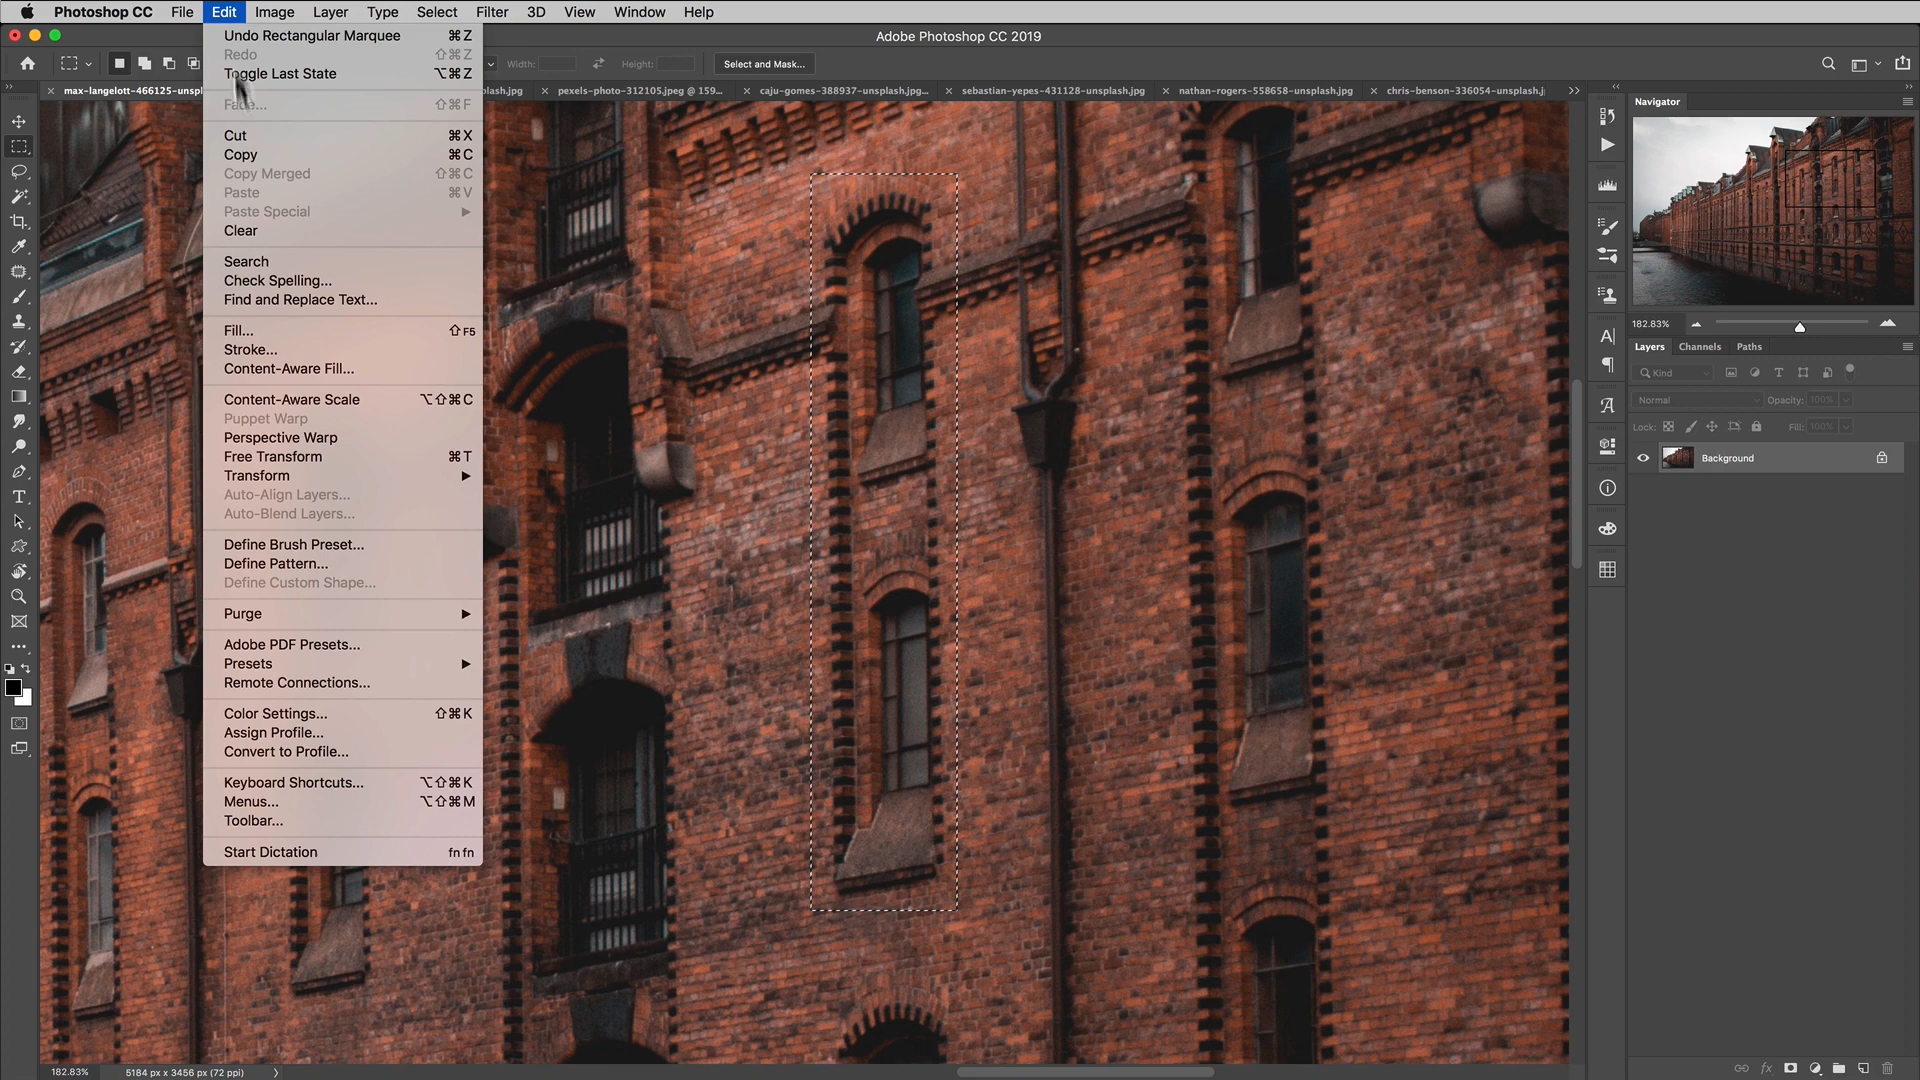 Photoshop CC File Edit Image Layer Type Select Filter 3D View Window Help
Adobe Photoshop CC 2019
Width: Height: Select and Mask...
max-langelott-466125-unspl lash.jpg pexels-photo-312105.jpeg @ 159... caju-gomes-388937-unsplash.jpg... sebastian-yepes-431128-unsplash.jpg nathan-rogers-558658-unsplash.jpg chris-benson-336054-unsplash.j
Undo Rectangular Marquee ⌘Z
Redo ⇧⌘Z
Toggle Last State ⌥⌘Z
Fade... ⇧⌘F
Cut ⌘X
Copy ⌘C
Copy Merged ⇧⌘C
Paste ⌘V
Paste Special
Clear
Search
Check Spelling...
Find and Replace Text...
Fill... ⇧F5
Stroke...
Content-Aware Fill...
Content-Aware Scale ⌥⇧⌘C
Puppet Warp
Perspective Warp
Free Transform ⌘T
Transform
Auto-Align Layers...
Auto-Blend Layers...
Define Brush Preset...
Define Pattern...
Define Custom Shape...
Purge
Adobe PDF Presets...
Presets
Remote Connections...
Color Settings... ⇧⌘K
Assign Profile...
Convert to Profile...
Keyboard Shortcuts... ⌥⇧⌘K
Menus... ⌥⇧⌘M
Toolbar...
Start Dictation fn fn
Navigator
182.83%
Layers Channels Paths
Kind
Normal Opacity: 100%
Lock: Fill: 100%
Background
182.83% 5184 px x 3456 px (72 ppi)